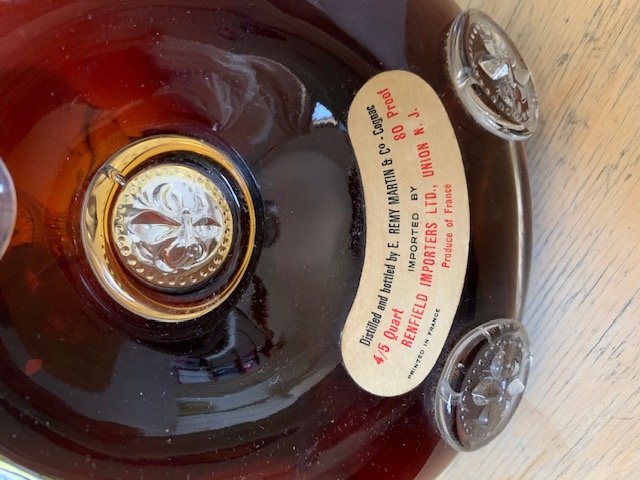 Distilled and bottled by E. REMY MARTIN & Co - Cognac
4/5 Quart 80 Proof
IMPORTED BY
RENFIELD IMPORTERS LTD., UNION N. J.
PRINTED IN FRANCE Produce of France